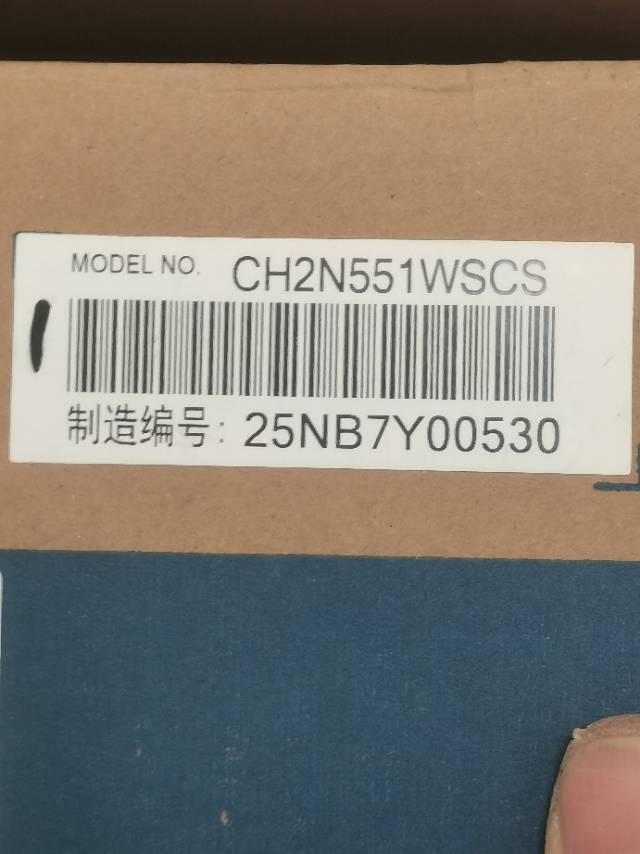 MODEL NO. CH2N551WSCS
制造编号: 25NB7Y00530